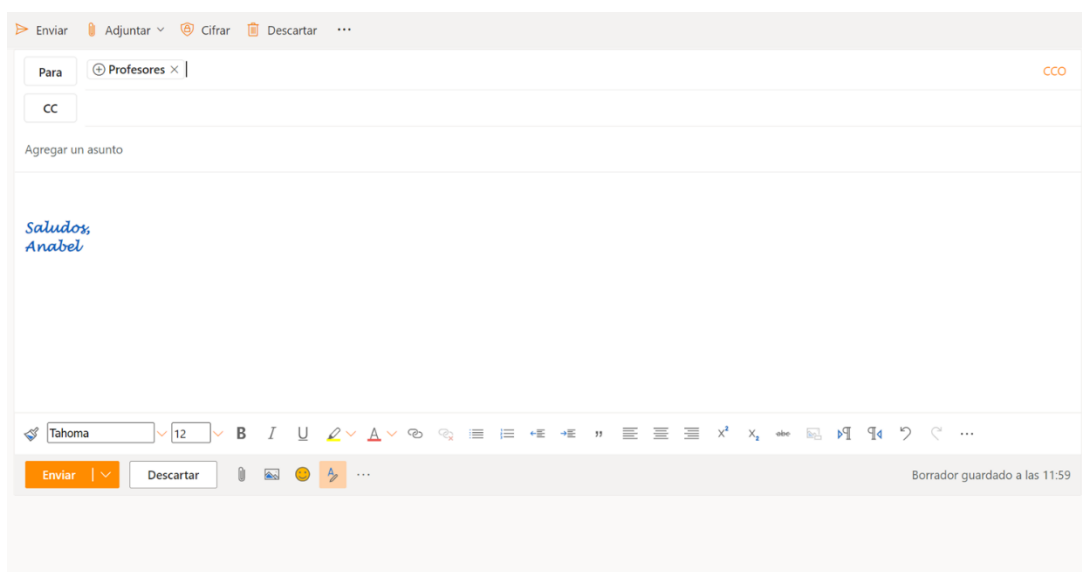 Enviar Adjuntar Cifrar Descartar ...
Para Profesores × CCO
CC
Agregar un asunto
Saludos,
Anabel
Tahoma 12 B I U A " x² x₂ abc ...
Enviar Descartar ... Borrador guardado a las 11:59